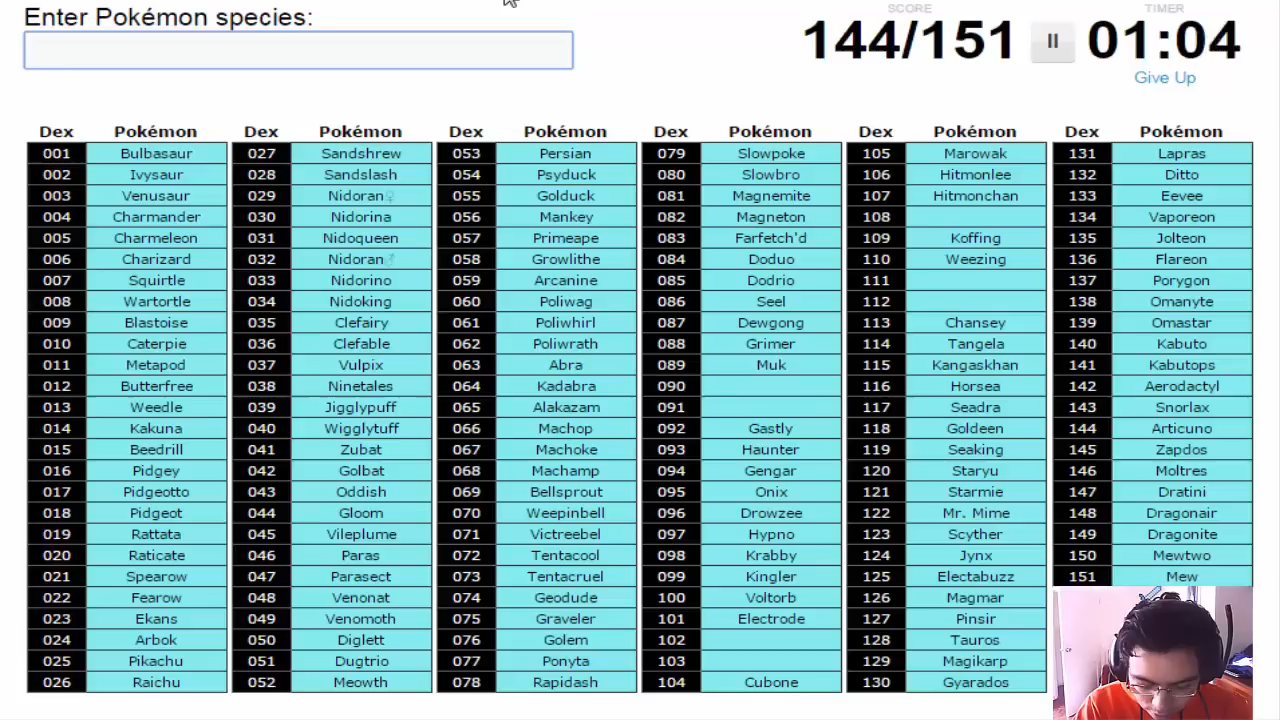 Enter Pokémon species:
SCORE
144/151
TIMER
01:04
Give Up
Dex Pokémon Dex Pokémon Dex Pokémon Dex Pokémon Dex Pokémon Dex Pokémon
001 Bulbasaur 027 Sandshrew 053 Persian 079 Slowpoke 105 Marowak 131 Lapras
002 Ivysaur 028 Sandslash 054 Psyduck 080 Slowbro 106 Hitmonlee 132 Ditto
003 Venusaur 029 Nidoran♀ 055 Golduck 081 Magnemite 107 Hitmonchan 133 Eevee
004 Charmander 030 Nidorina 056 Mankey 082 Magneton 108 134 Vaporeon
005 Charmeleon 031 Nidoqueen 057 Primeape 083 Farfetch'd 109 Koffing 135 Jolteon
006 Charizard 032 Nidoran♂ 058 Growlithe 084 Doduo 110 Weezing 136 Flareon
007 Squirtle 033 Nidorino 059 Arcanine 085 Dodrio 111 137 Porygon
008 Wartortle 034 Nidoking 060 Poliwag 086 Seel 112 138 Omanyte
009 Blastoise 035 Clefairy 061 Poliwhirl 087 Dewgong 113 Chansey 139 Omastar
010 Caterpie 036 Clefable 062 Poliwrath 088 Grimer 114 Tangela 140 Kabuto
011 Metapod 037 Vulpix 063 Abra 089 Muk 115 Kangaskhan 141 Kabutops
012 Butterfree 038 Ninetales 064 Kadabra 090 116 Horsea 142 Aerodactyl
013 Weedle 039 Jigglypuff 065 Alakazam 091 117 Seadra 143 Snorlax
014 Kakuna 040 Wigglytuff 066 Machop 092 Gastly 118 Goldeen 144 Articuno
015 Beedrill 041 Zubat 067 Machoke 093 Haunter 119 Seaking 145 Zapdos
016 Pidgey 042 Golbat 068 Machamp 094 Gengar 120 Staryu 146 Moltres
017 Pidgeotto 043 Oddish 069 Bellsprout 095 Onix 121 Starmie 147 Dratini
018 Pidgeot 044 Gloom 070 Weepinbell 096 Drowzee 122 Mr. Mime 148 Dragonair
019 Rattata 045 Vileplume 071 Victreebel 097 Hypno 123 Scyther 149 Dragonite
020 Raticate 046 Paras 072 Tentacool 098 Krabby 124 Jynx 150 Mewtwo
021 Spearow 047 Parasect 073 Tentacruel 099 Kingler 125 Electabuzz 151 Mew
022 Fearow 048 Venonat 074 Geodude 100 Voltorb 126 Magmar
023 Ekans 049 Venomoth 075 Graveler 101 Electrode 127 Pinsir
024 Arbok 050 Diglett 076 Golem 102 128 Tauros
025 Pikachu 051 Dugtrio 077 Ponyta 103 129 Magikarp
026 Raichu 052 Meowth 078 Rapidash 104 Cubone 130 Gyarados